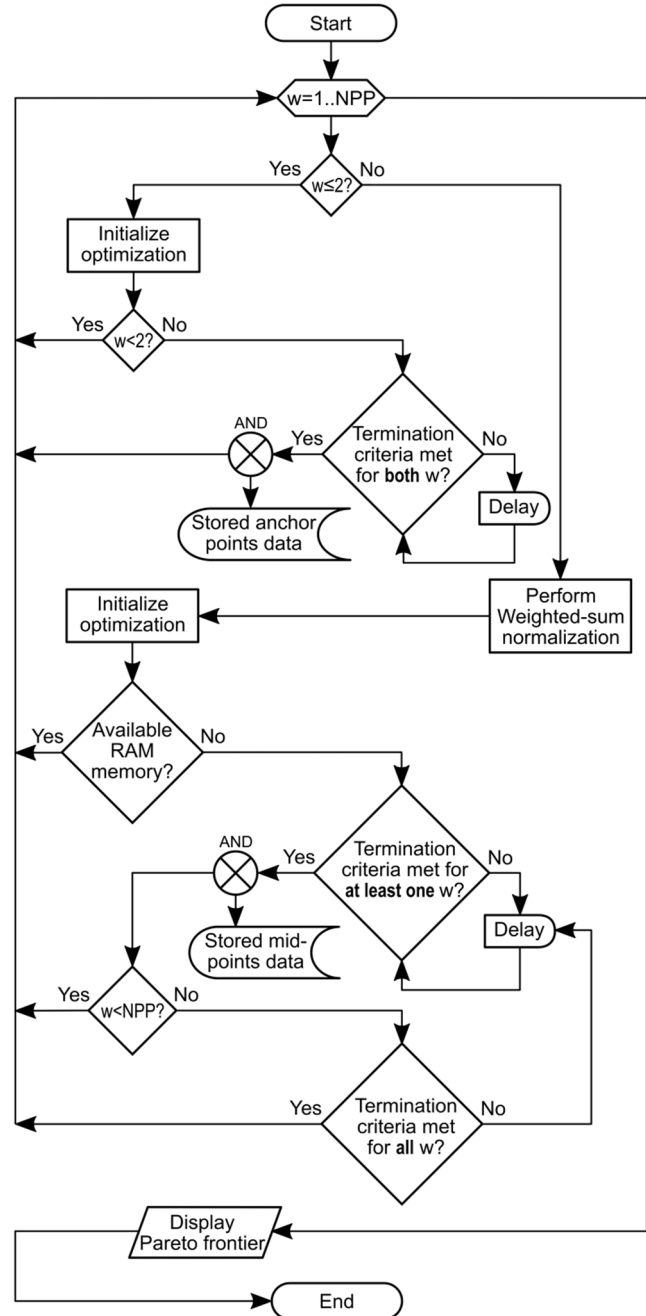 Start
w=1..NPP
Yes
No
w≤2?
Initialize
optimization
Yes
No
w<2?
AND
Yes
Termination
criteria met
for both w?
No
Delay
Stored anchor
points data
Initialize
optimization
Perform
Weighted-sum
normalization
Yes
Available
RAM
memory?
No
AND
Yes
Termination
criteria met for
at least one w?
No
Delay
Stored mid-
points data
Yes
w<NPP?
No
Yes
Termination
criteria met
for all w?
No
Display
Pareto frontier
End